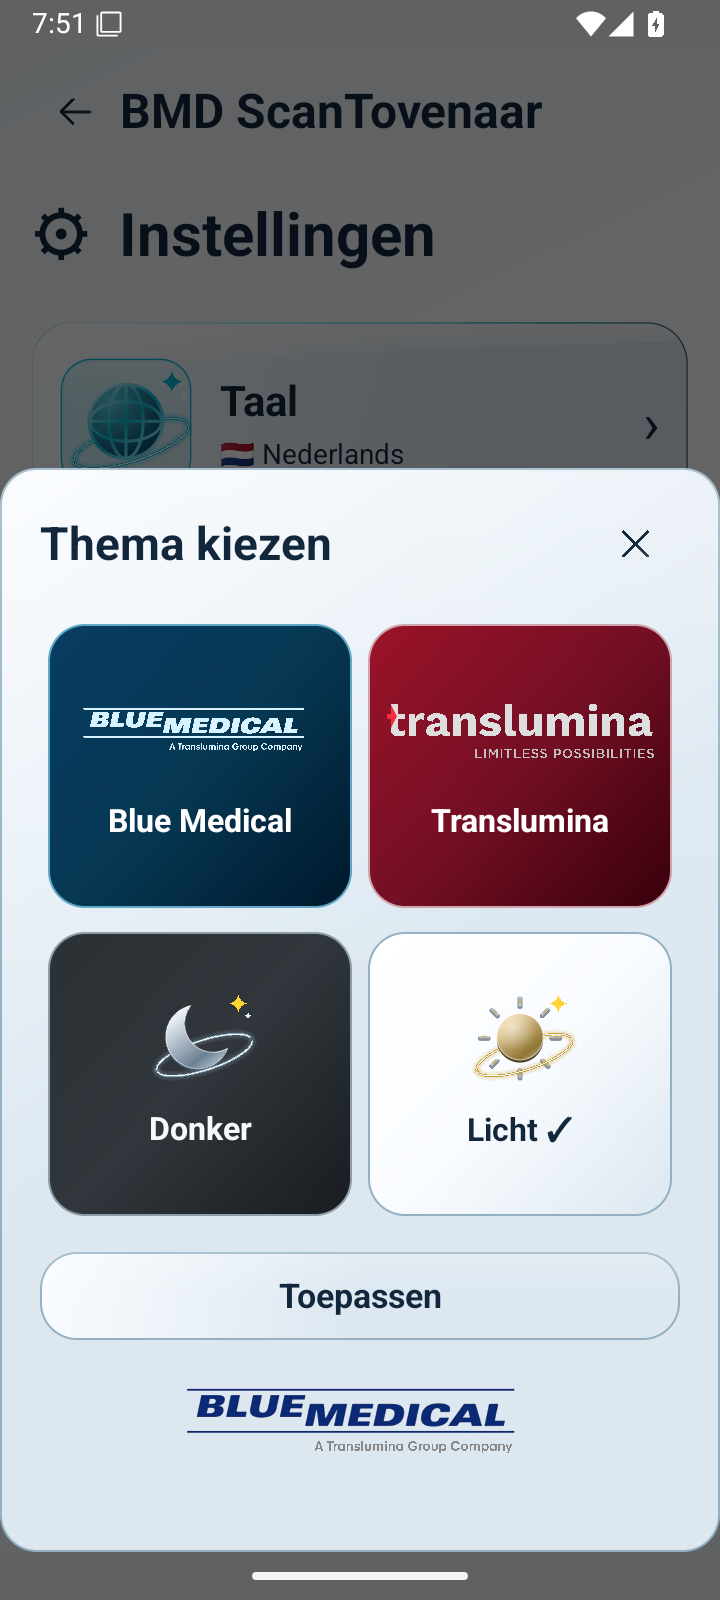 7:51
BMD ScanTovenaar
Instellingen
Taal
Nederlands
Thema kiezen
BLUEMEDICAL
A Translumina Group Company
Blue Medical
translumina
LIMITLESS POSSIBILITIES
Translumina
Donker
Licht ✓
Toepassen
BLUEMEDICAL
A Translumina Group Company